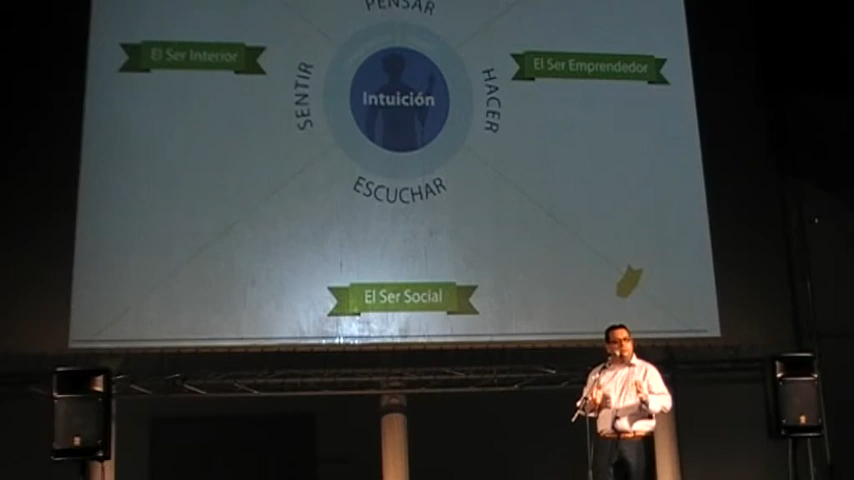 PENSAR
El Ser Interior
El Ser Emprendedor
SENTIR
Intuición
HACER
ESCUCHAR
El Ser Social